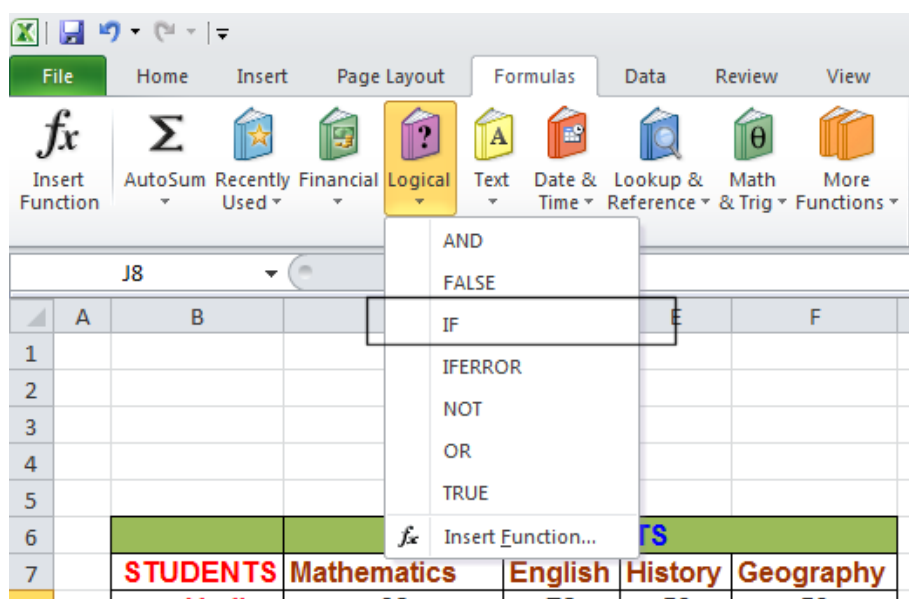 File Home Insert Page Layout Formulas Data Review View
fx Σ ? A θ
Insert Function
AutoSum
Recently Used
Financial
Logical
Text
Date & Time
Lookup & Reference
Math & Trig
More Functions
J8
AND
FALSE
IF
IFERROR
NOT
OR
TRUE
fx Insert Function...
A B E F
1
2
3
4
5
6 TS
7 STUDENTS Mathematics English History Geography